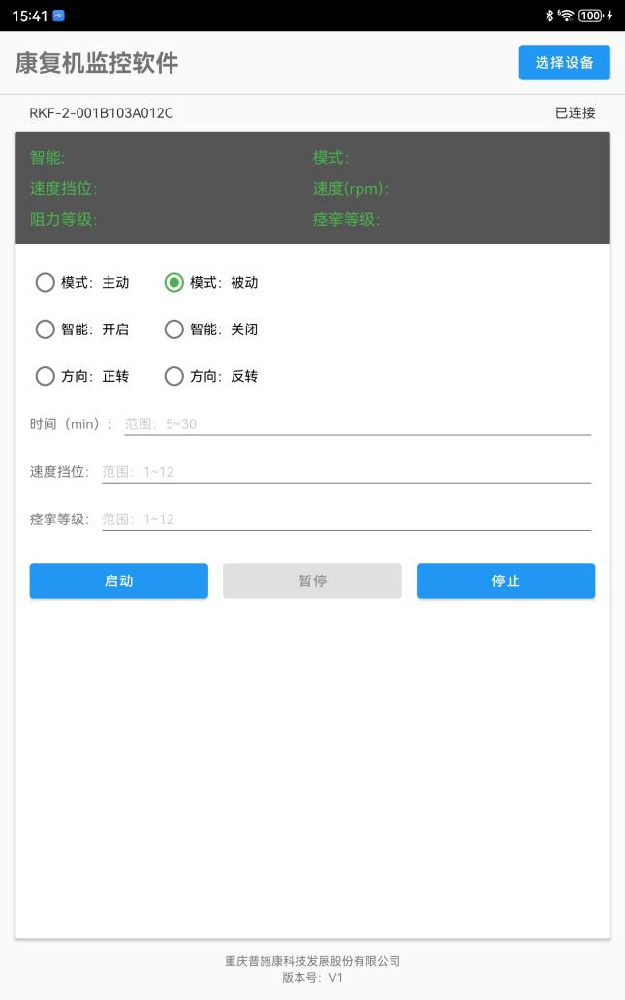 15:41 100
康复机监控软件 选择设备
RKF-2-001B103A012C 已连接
智能: 模式:
速度挡位: 速度(rpm):
阻力等级: 痉挛等级:
模式：主动 模式：被动
智能：开启 智能：关闭
方向：正转 方向：反转
时间（min）: 范围：5~30
速度挡位: 范围：1~12
痉挛等级: 范围：1~12
启动 暂停 停止
重庆普施康科技发展股份有限公司
版本号：V1